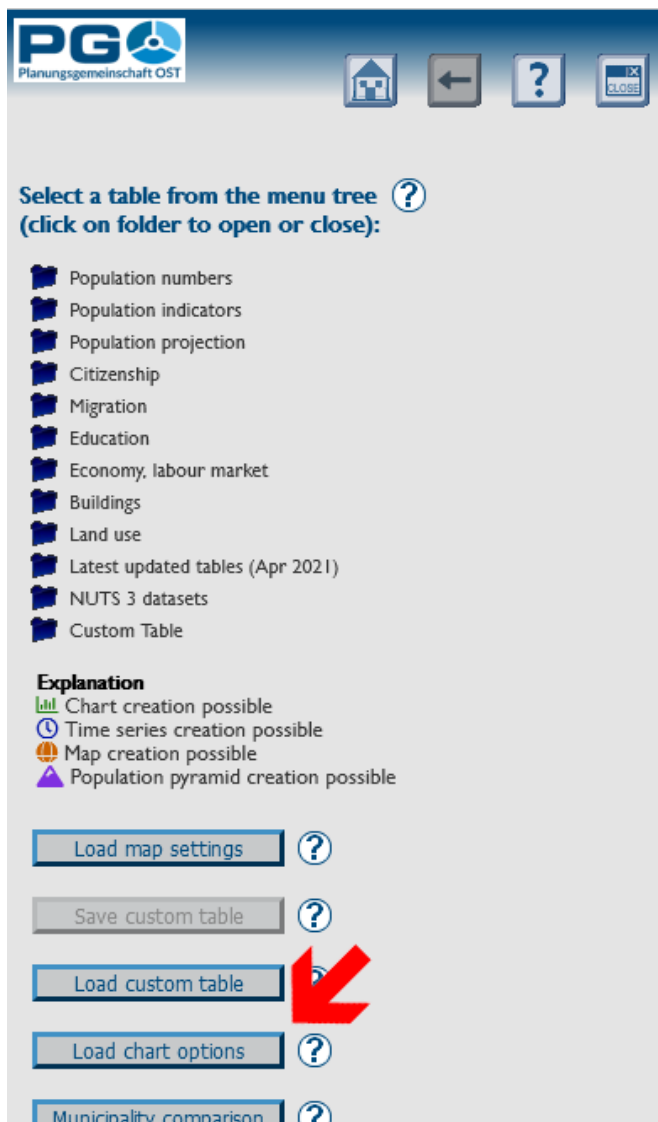 PGO
Planungsgemeinschaft OST
?
X
CLOSE
Select a table from the menu tree ?
(click on folder to open or close):
Population numbers
Population indicators
Population projection
Citizenship
Migration
Education
Economy, labour market
Buildings
Land use
Latest updated tables (Apr 2021)
NUTS 3 datasets
Custom Table
Explanation
Chart creation possible
Time series creation possible
Map creation possible
Population pyramid creation possible
Load map settings ?
Save custom table ?
Load custom table ?
Load chart options ?
Municipality comparison ?